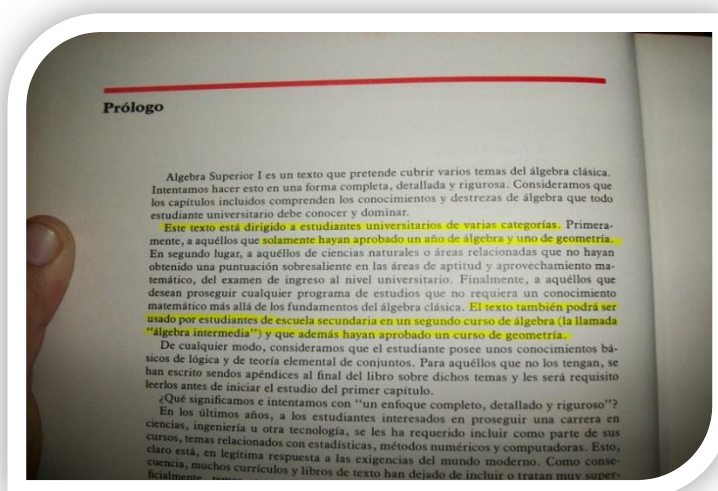 Prólogo
Algebra Superior I es un texto que pretende cubrir varios temas del álgebra clásica.
Intentamos hacer esto en una forma completa, detallada y rigurosa. Consideramos que
los capítulos incluidos comprenden los conocimientos y destrezas de álgebra que todo
estudiante universitario debe conocer y dominar.
Este texto está dirigido a estudiantes universitarios de varias categorías. Primera-
mente, a aquéllos que solamente hayan aprobado un año de álgebra y uno de geometría.
En segundo lugar, a aquéllos de ciencias naturales o áreas relacionadas que no hayan
obtenido una puntuación sobresaliente en las áreas de aptitud y aprovechamiento ma-
temático, del examen de ingreso al nivel universitario. Finalmente, a aquéllos que
desean proseguir cualquier programa de estudios que no requiera un conocimiento
matemático más allá de los fundamentos del álgebra clásica. El texto también podrá ser
usado por estudiantes de escuela secundaria en un segundo curso de álgebra (la llamada
"álgebra intermedia") y que además hayan aprobado un curso de geometría.
De cualquier modo, consideramos que el estudiante posee unos conocimientos bá-
sicos de lógica y de teoría elemental de conjuntos. Para aquéllos que no los tengan, se
han escrito sendos apéndices al final del libro sobre dichos temas y les será requisito
leerlos antes de iniciar el estudio del primer capítulo.
¿Qué significamos e intentamos con "un enfoque completo, detallado y riguroso"?
En los últimos años, a los estudiantes interesados en proseguir una carrera en
ciencias, ingeniería u otra tecnología, se les ha requerido incluir como parte de sus
cursos, temas relacionados con estadísticas, métodos numéricos y computadoras. Esto,
claro está, en legítima respuesta a las exigencias del mundo moderno. Como conse-
cuencia, muchos currículos y libros de texto han dejado de incluir o tratan muy super-
ficialmente